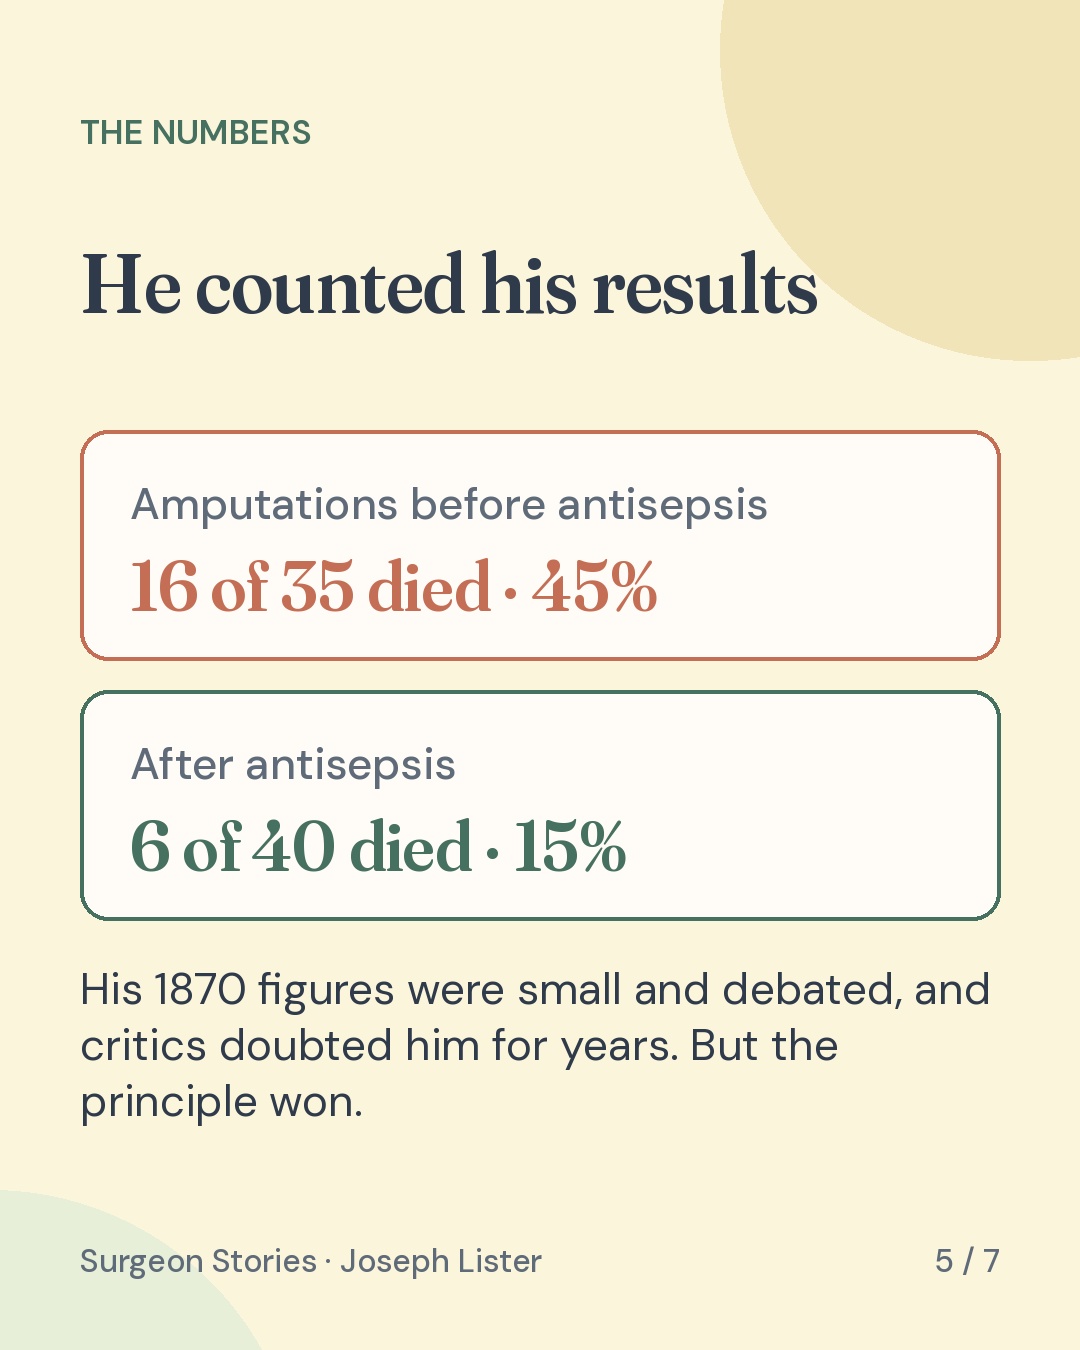 THE NUMBERS
He counted his results
Amputations before antisepsis
16 of 35 died · 45%
After antisepsis
6 of 40 died · 15%
His 1870 figures were small and debated, and
critics doubted him for years. But the
principle won.
Surgeon Stories · Joseph Lister
5 / 7